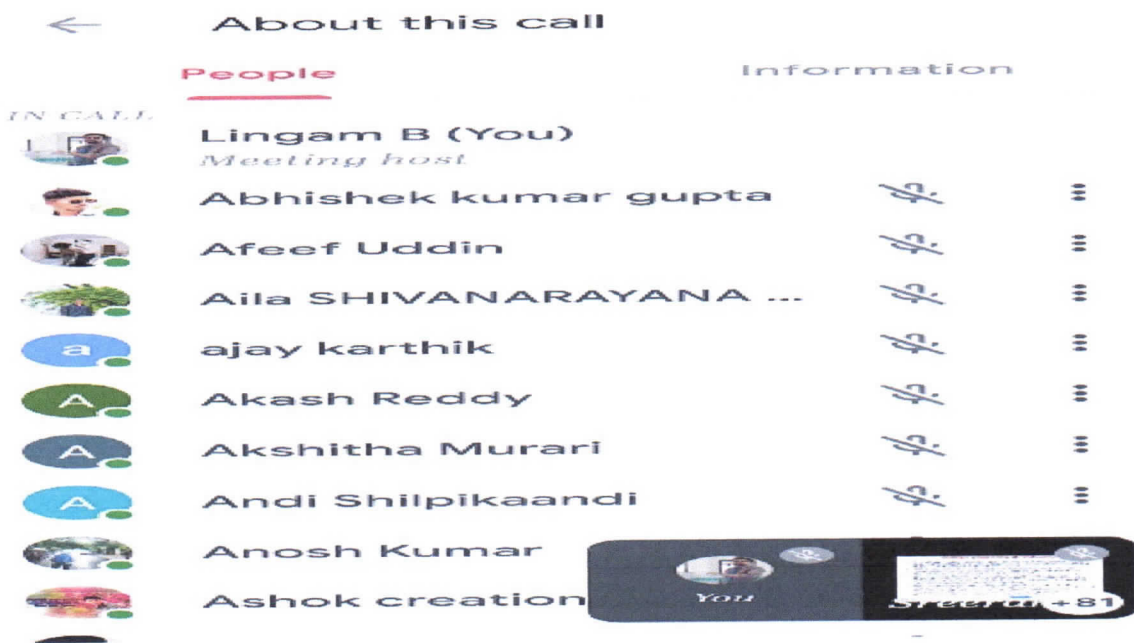 About this call
People Information
IN CALL
Lingam B (You)
Meeting host
Abhishek kumar gupta
Afeef Uddin
Aila SHIVANARAYANA ...
a ajay karthik
A Akash Reddy
A Akshitha Murari
A Andi Shilpikaandi
Anosh Kumar
Ashok creation
You
+81